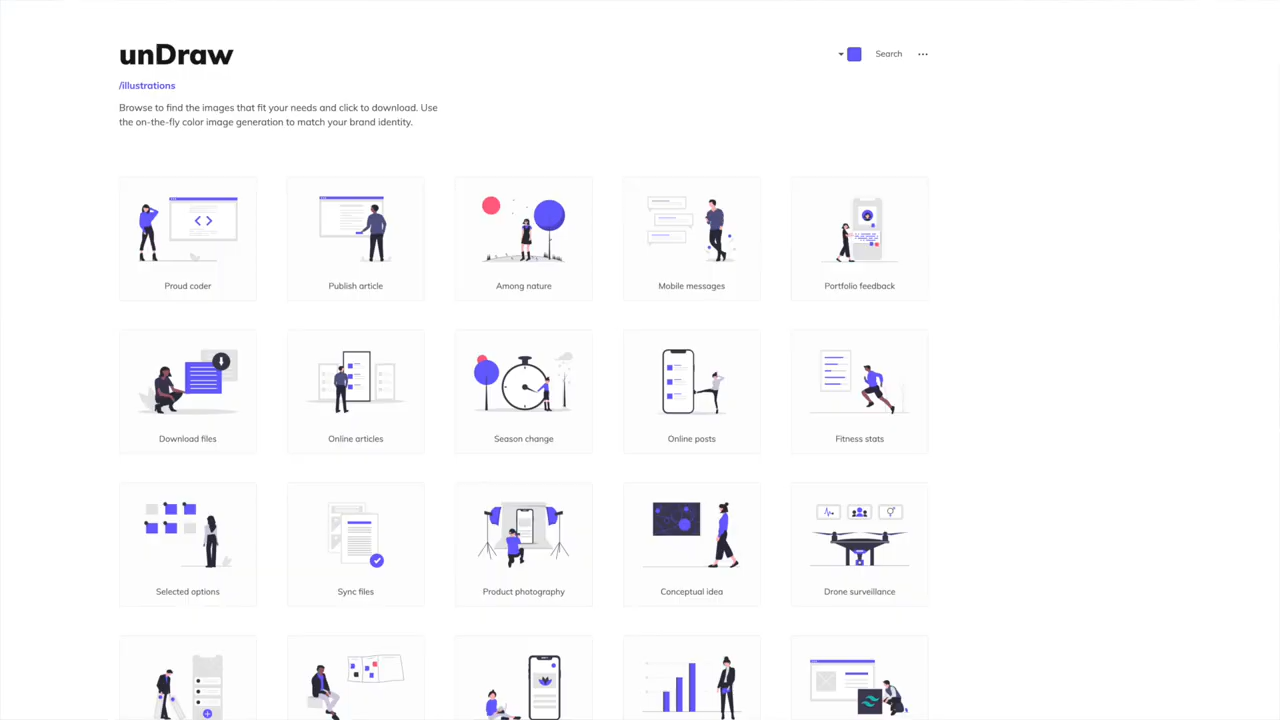 unDraw
Search
/illustrations
Browse to find the images that fit your needs and click to download. Use
the on-the-fly color image generation to match your brand identity.
Proud coder
Publish article
Among nature
Mobile messages
Portfolio feedback
Download files
Online articles
Season change
Online posts
Fitness stats
Selected options
Sync files
Product photography
Conceptual idea
Drone surveillance